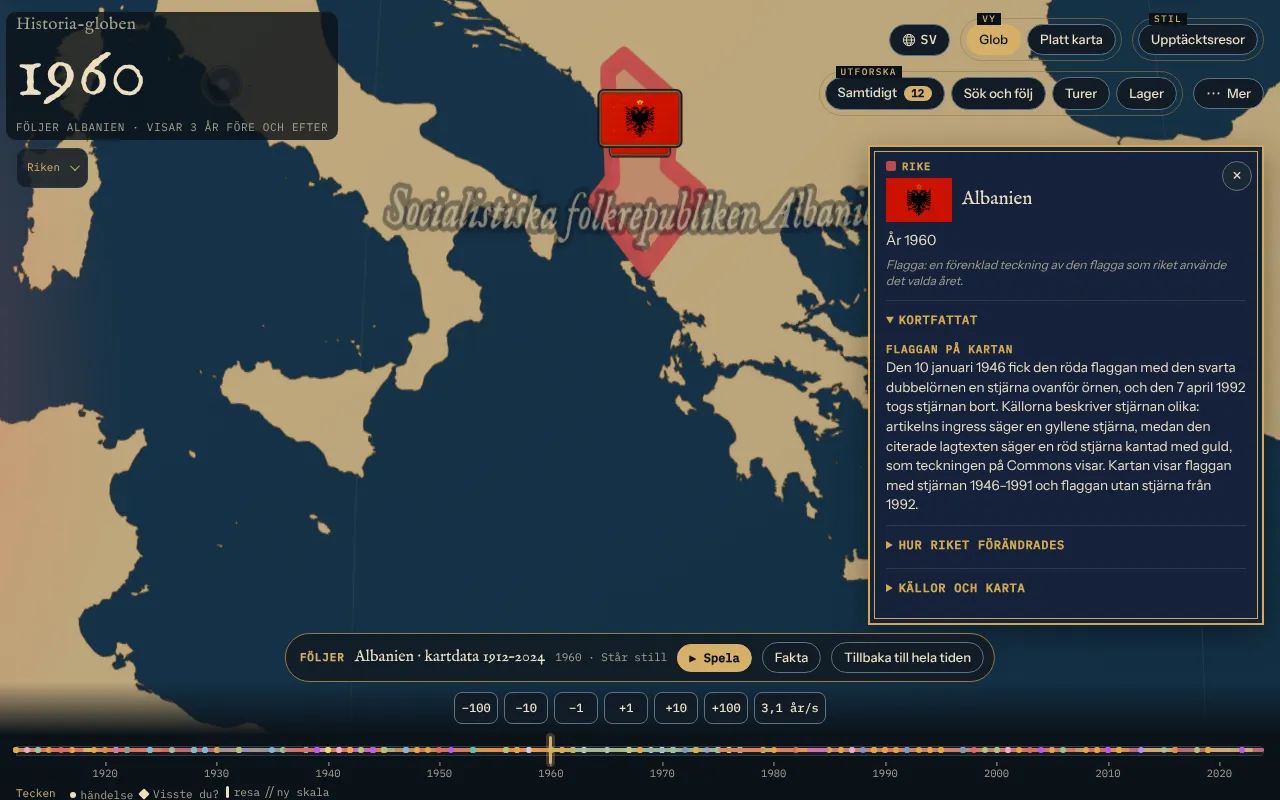 Historia-globen
1960
FÖLJER ALBANIEN · VISAR 3 ÅR FÖRE OCH EFTER
Riken
SV
VY
Glob
Platt karta
STIL
Upptäcktsresor
UTFORSKA
Samtidigt 12
Sök och följ
Turer
Lager
··· Mer
Socialistiska folkrepubliken Albani
RIKE
×
Albanien
År 1960
Flagga: en förenklad teckning av den flagga som riket använde
det valda året.
▼ KORTFATTAT
FLAGGAN PÅ KARTAN
Den 10 januari 1946 fick den röda flaggan med den svarta
dubbelörnen en stjärna ovanför örnen, och den 7 april 1992
togs stjärnan bort. Källorna beskriver stjärnan olika:
artikelns ingress säger en gyllene stjärna, medan den
citerade lagtexten säger en röd stjärna kantad med guld,
som teckningen på Commons visar. Kartan visar flaggan
med stjärnan 1946–1991 och flaggan utan stjärna från
1992.
▶ HUR RIKET FÖRÄNDRADES
▶ KÄLLOR OCH KARTA
FÖLJER Albanien · kartdata 1912–2024 1960 · Står still ▶ Spela Fakta Tillbaka till hela tiden
−100 −10 −1 +1 +10 +100 3,1 år/s
1920 1930 1940 1950 1960 1970 1980 1990 2000 2010 2020
Tecken händelse Visste du? resa // ny skala